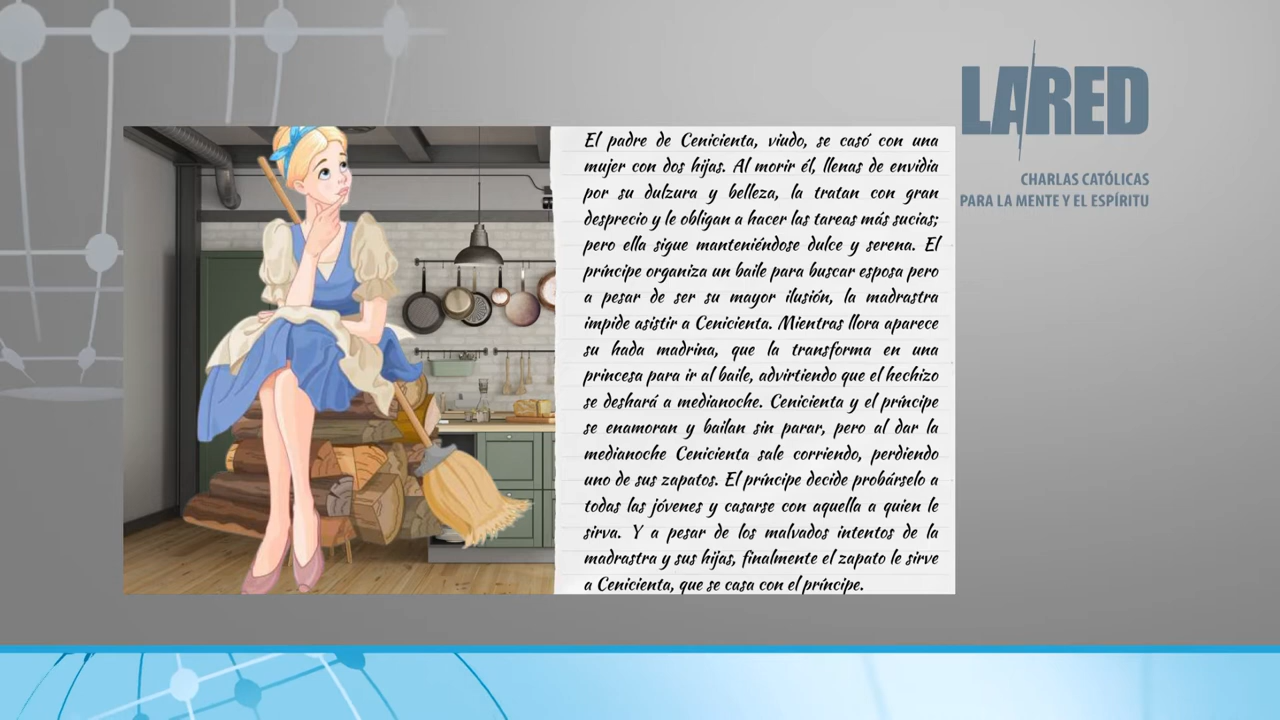 LARED
CHARLAS CATÓLICAS
PARA LA MENTE Y EL ESPÍRITU
El padre de Cenicienta, viudo, se casó con una
mujer con dos hijas. Al morir él, llenas de envidia
por su dulzura y belleza, la tratan con gran
desprecio y le obligan a hacer las tareas más sucias;
pero ella sigue manteniéndose dulce y serena. El
príncipe organiza un baile para buscar esposa pero
a pesar de ser su mayor ilusión, la madrastra
impide asistir a Cenicienta. Mientras llora aparece
su hada madrina, que la transforma en una
princesa para ir al baile, advirtiendo que el hechizo
se deshará a medianoche. Cenicienta y el príncipe
se enamoran y bailan sin parar, pero al dar la
medianoche Cenicienta sale corriendo, perdiendo
uno de sus zapatos. El príncipe decide probárselo a
todas las jóvenes y casarse con aquella a quien le
sirva. Y a pesar de los malvados intentos de la
madrastra y sus hijas, finalmente el zapato le sirve
a Cenicienta, que se casa con el príncipe.